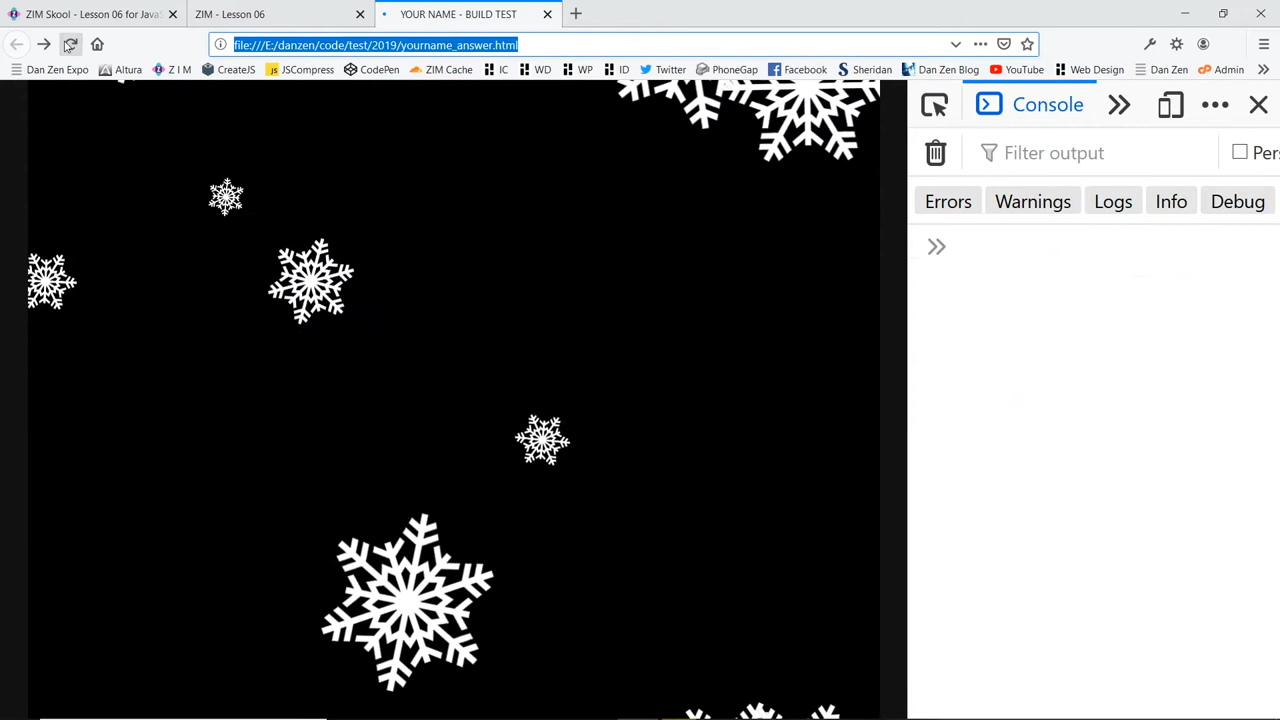 ZIM Skool - Lesson 06 for JavaS
ZIM - Lesson 06
YOUR NAME - BUILD TEST
file:///E:/danzen/code/test/2019/yourname_answer.html
Dan Zen Expo
Altura
Z I M
CreateJS
JSCompress
CodePen
ZIM Cache
IC
WD
WP
ID
Twitter
PhoneGap
Facebook
Sheridan
Dan Zen Blog
YouTube
Web Design
Dan Zen
Admin
Console
Filter output
Pers
Errors
Warnings
Logs
Info
Debug